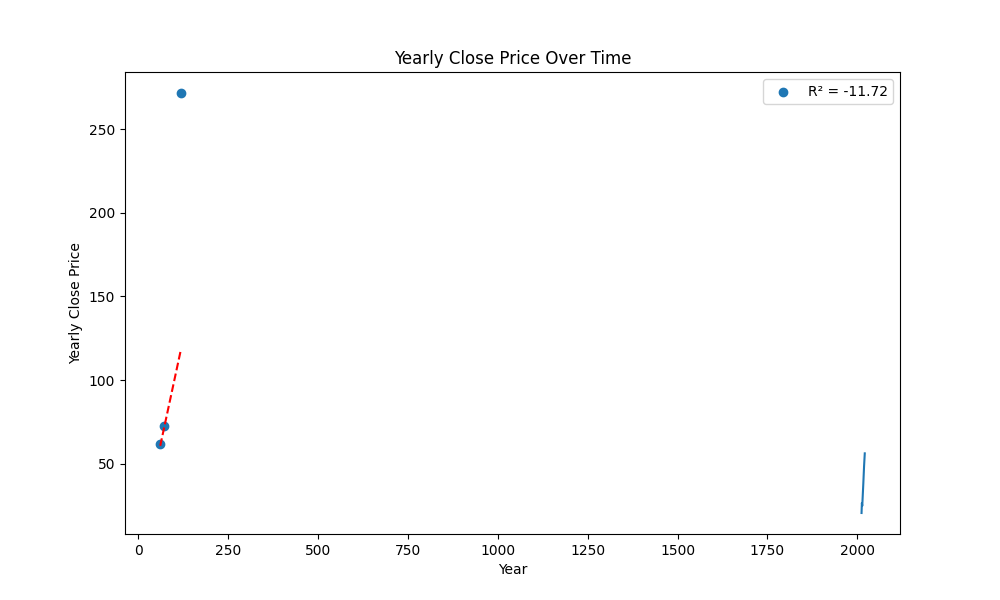 Yearly Close Price Over Time
R² = -11.72
250
200
150
100
50
Yearly Close Price
0 250 500 750 1000 1250 1500 1750 2000
Year